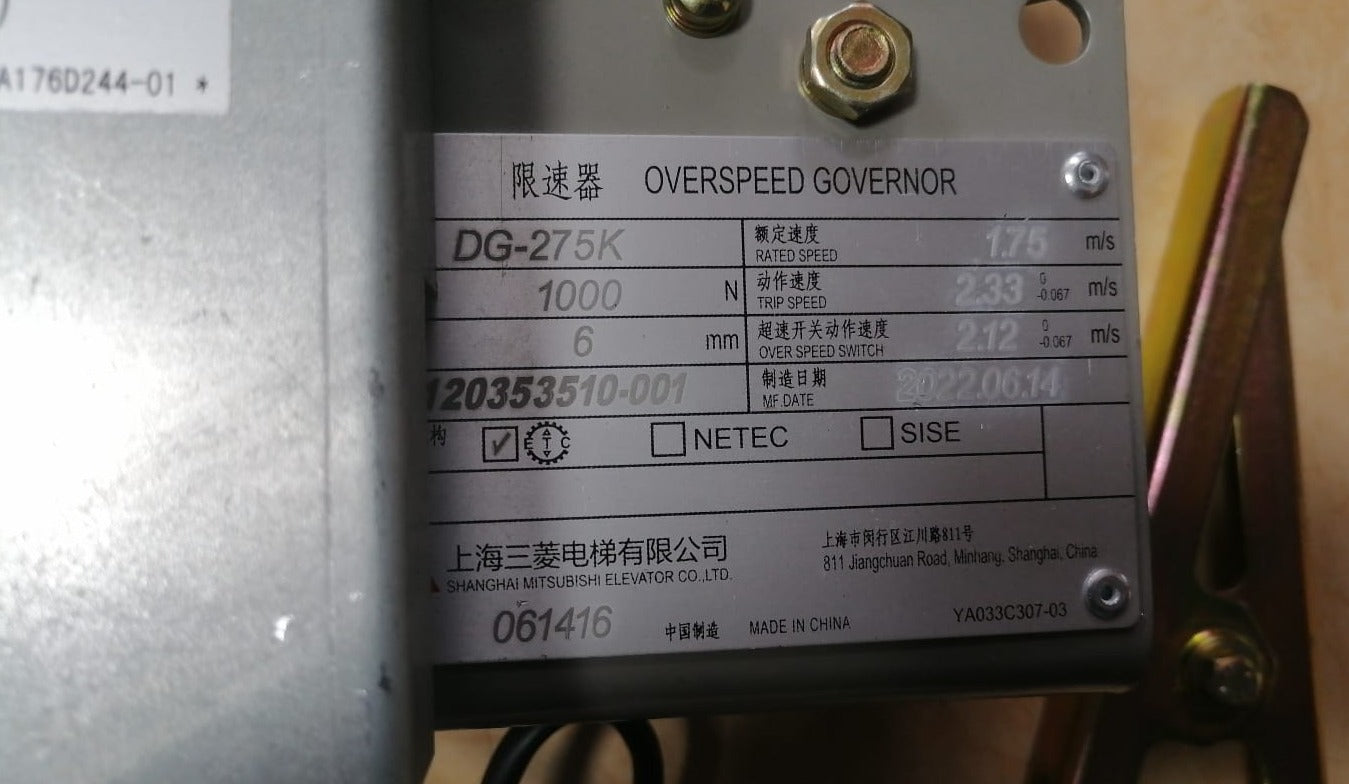 A176D244-01 *
限速器 OVERSPEED GOVERNOR
DG-275K 额定速度 RATED SPEED 1.75 m/s
1000 N 动作速度 TRIP SPEED 2.33 0 -0.067 m/s
6 mm 超速开关动作速度 OVER SPEED SWITCH 2.12 0 -0.067 m/s
120353510-001 制造日期 MF.DATE 2022.06.14
构 ✓ ETC NETEC SISE
上海三菱电梯有限公司 上海市闵行区江川路811号
SHANGHAI MITSUBISHI ELEVATOR CO.,LTD. 811 Jiangchuan Road, Minhang, Shanghai, China
061416 中国制造 MADE IN CHINA YA033C307-03